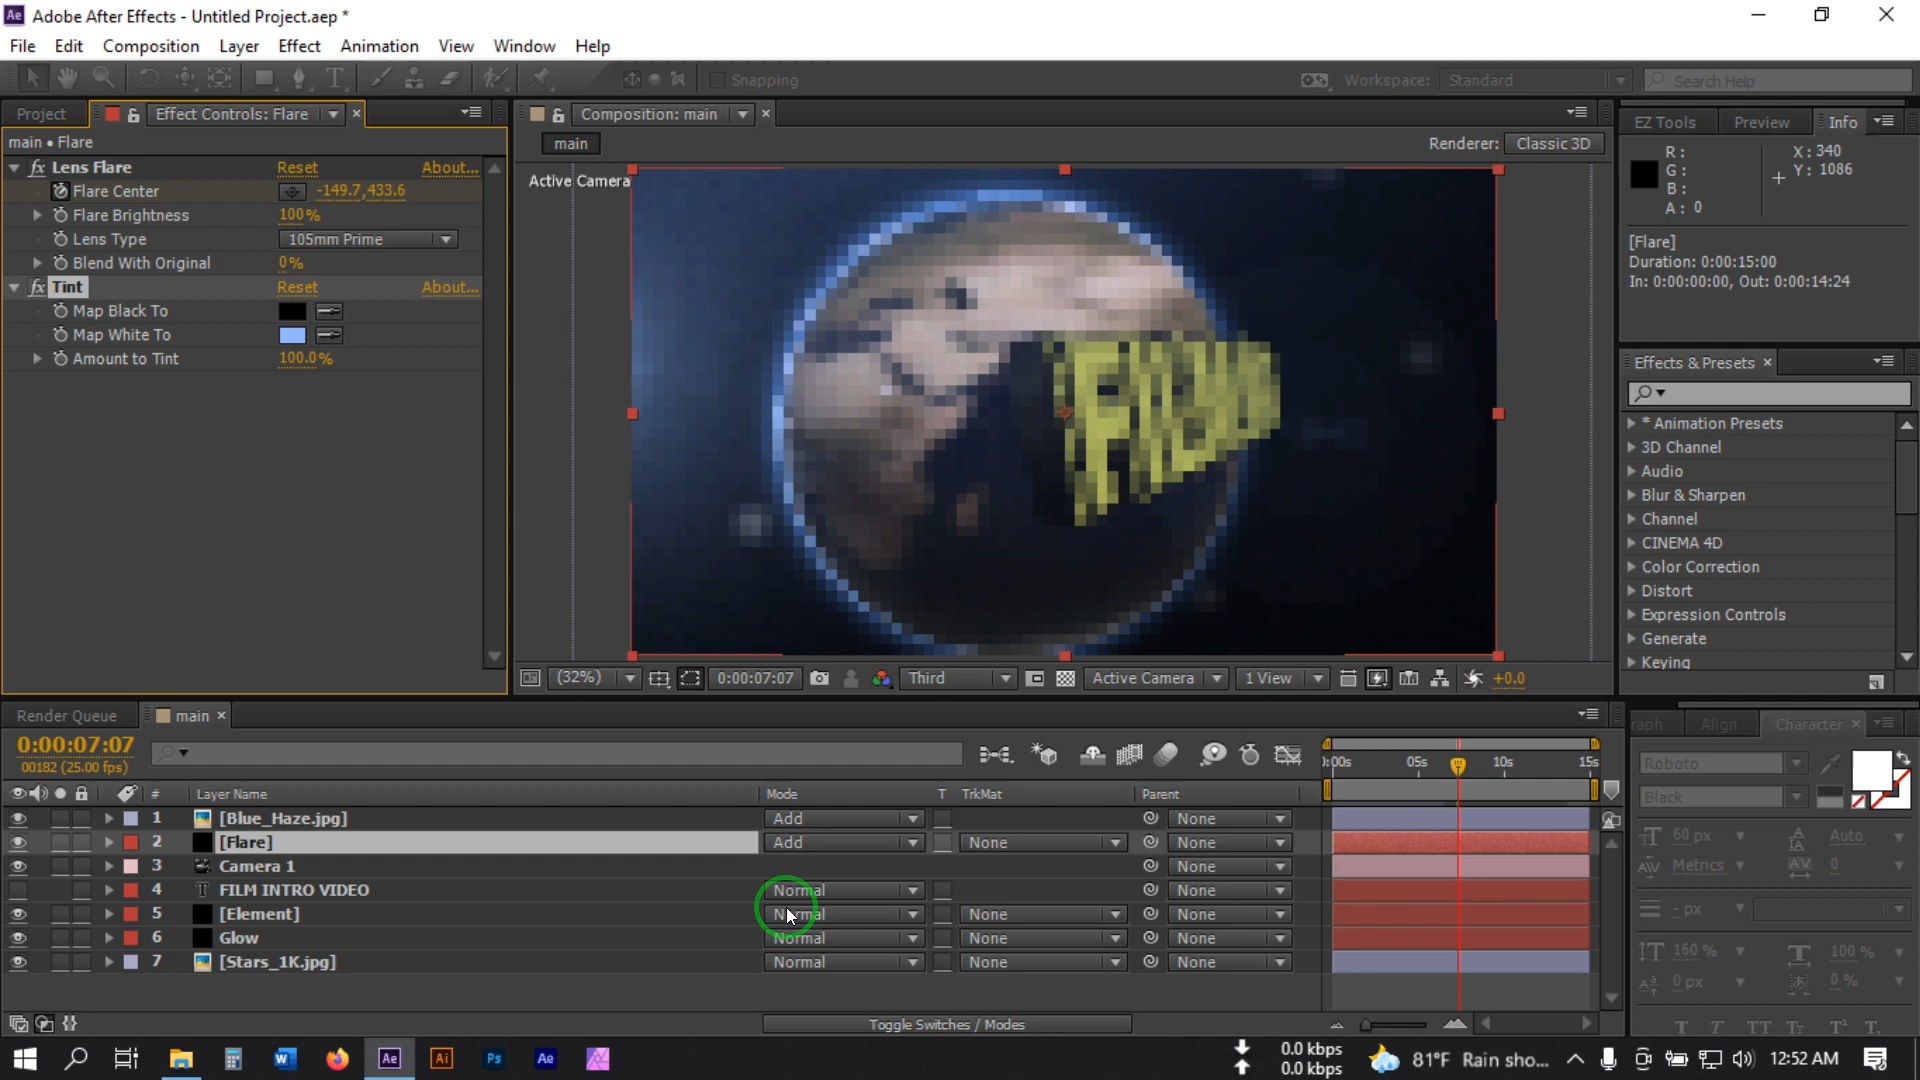 Adobe After Effects - Untitled Project.aep *
File Edit Composition Layer Effect Animation View Window Help
Snapping
Workspace: Standard
Search Help
Project
Effect Controls: Flare
main • Flare
fx Lens Flare Reset About...
Flare Center -149.7,433.6
Flare Brightness 100%
Lens Type 105mm Prime
Blend With Original 0%
fx Tint Reset About...
Map Black To
Map White To
Amount to Tint 100.0%
Composition: main
main
Renderer: Classic 3D
Active Camera
(32%) 0:00:07:07 Third Active Camera 1 View +0.0
EZ Tools Preview Info
R: X: 340
G: Y: 1086
B:
A: 0
[Flare]
Duration: 0:00:15:00
In: 0:00:00:00, Out: 0:00:14:24
Effects & Presets
* Animation Presets
3D Channel
Audio
Blur & Sharpen
Channel
CINEMA 4D
Color Correction
Distort
Expression Controls
Generate
Keying
Render Queue main
0:00:07:07
00182 (25.00 fps)
):00s 05s 10s 15s
# Layer Name Mode T TrkMat Parent
1 [Blue_Haze.jpg] Add None
2 [Flare] Add None None
3 Camera 1 None
4 T FILM INTRO VIDEO Normal None
5 [Element] Normal None None
6 Glow Normal None None
7 [Stars_1K.jpg] Normal None None
Toggle Switches / Modes
raph Align Character
Roboto
Black
60 px Auto
Metrics 0
- px
160 % 100 %
0 px 0 %
T T TT Tt T¹ T,
W Ae Ai Ps Ae
0.0 kbps
0.0 kbps
81°F Rain sho...
12:52 AM